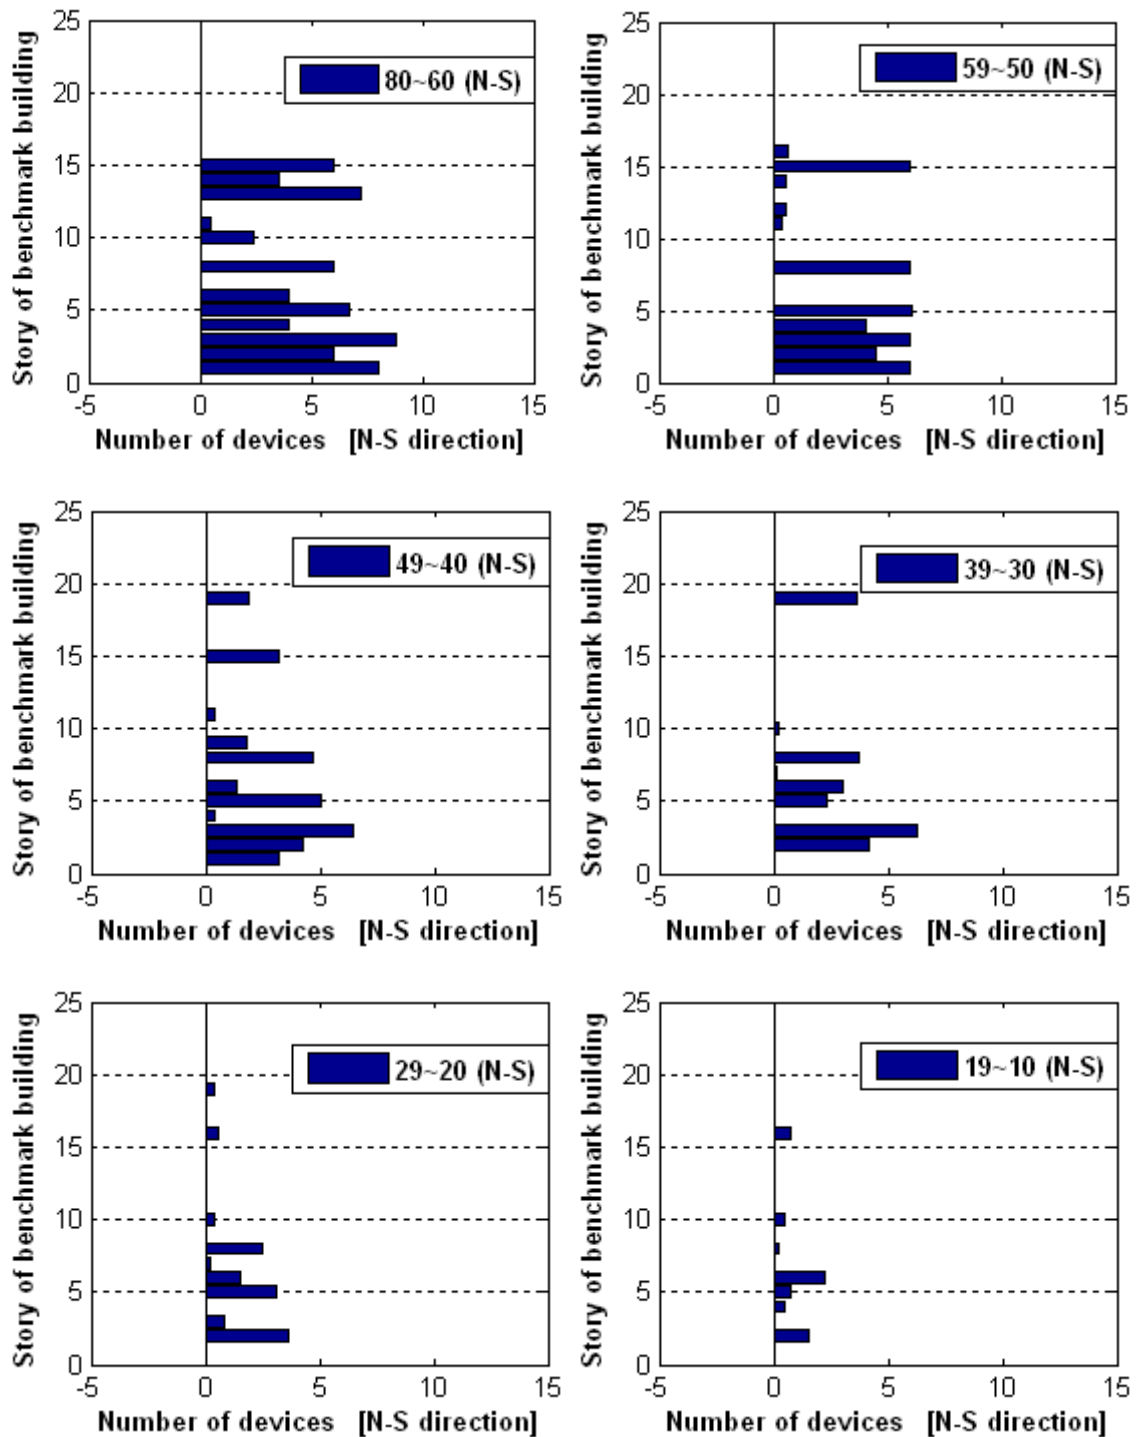 25
20
15
10
5
0
Story of benchmark building
80~60 (N-S)
-5 0 5 10 15
Number of devices [N-S direction]
25
20
15
10
5
0
Story of benchmark building
59~50 (N-S)
-5 0 5 10 15
Number of devices [N-S direction]
25
20
15
10
5
0
Story of benchmark building
49~40 (N-S)
-5 0 5 10 15
Number of devices [N-S direction]
25
20
15
10
5
0
Story of benchmark building
39~30 (N-S)
-5 0 5 10 15
Number of devices [N-S direction]
25
20
15
10
5
0
Story of benchmark building
29~20 (N-S)
-5 0 5 10 15
Number of devices [N-S direction]
25
20
15
10
5
0
Story of benchmark building
19~10 (N-S)
-5 0 5 10 15
Number of devices [N-S direction]